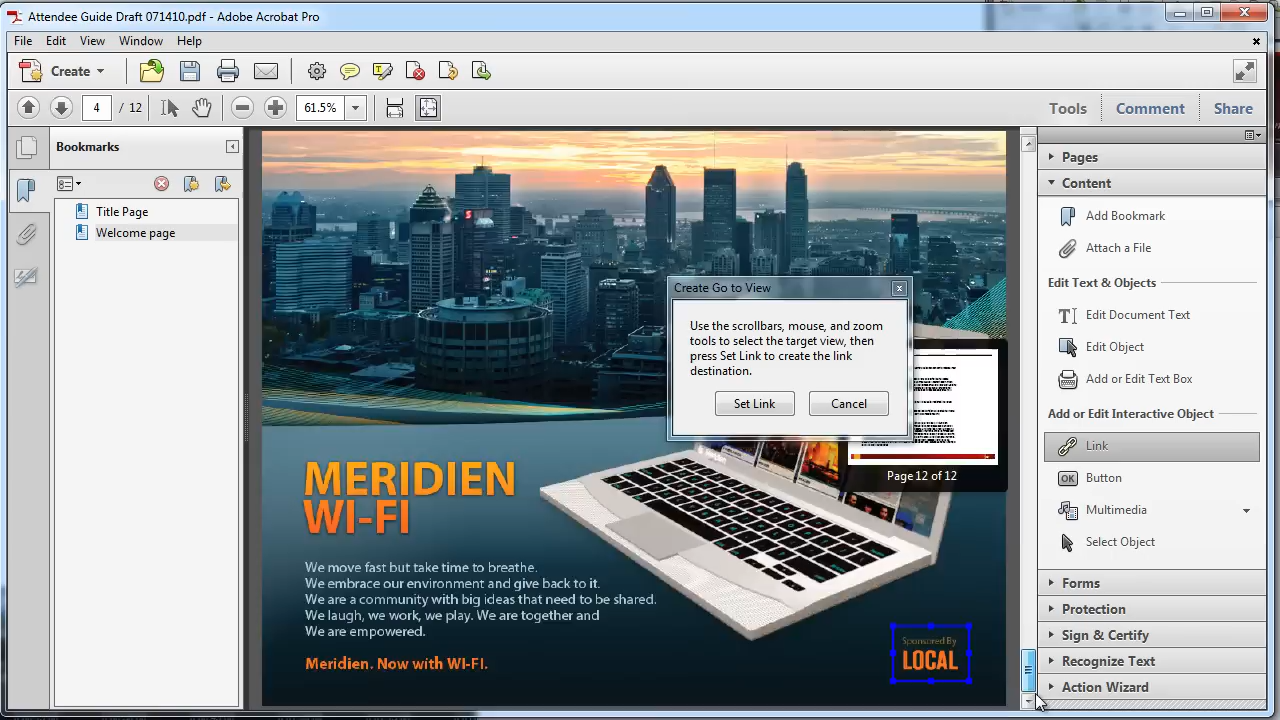 Attendee Guide Draft 071410.pdf - Adobe Acrobat Pro
File Edit View Window Help
Create
4 / 12 61.5% Tools Comment Share
Bookmarks
Title Page
Welcome page
Pages
Content
Add Bookmark
Attach a File
Edit Text & Objects
Edit Document Text
Edit Object
Add or Edit Text Box
Add or Edit Interactive Object
Link
OK Button
Multimedia
Select Object
Forms
Protection
Sign & Certify
Recognize Text
Action Wizard
Create Go to View
Use the scrollbars, mouse, and zoom
tools to select the target view, then
press Set Link to create the link
destination.
Set Link Cancel
Page 12 of 12
MERIDIEN
WI-FI
We move fast but take time to breathe.
We embrace our environment and give back to it.
We are a community with big ideas that need to be shared.
We laugh, we work, we play. We are together and
We are empowered.
Meridien. Now with WI-FI.
Sponsored By
LOCAL